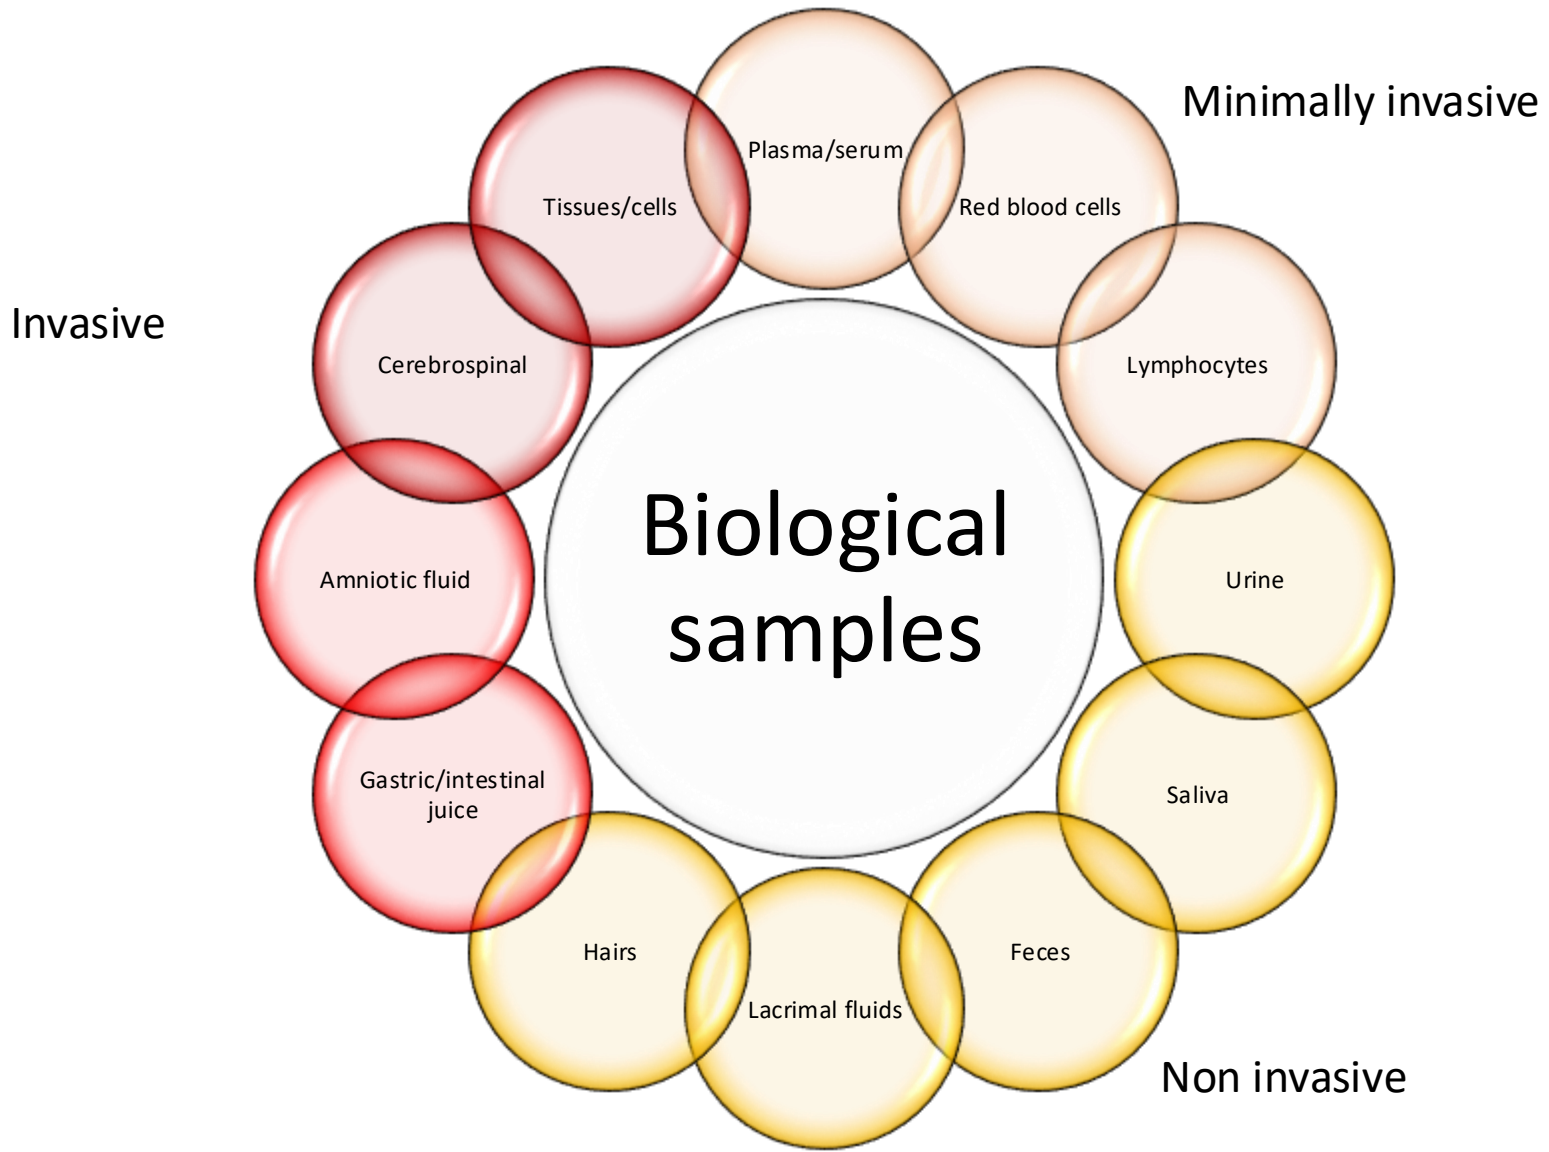 Minimally invasive
Plasma/serum
Tissues/cells
Red blood cells
Invasive
Cerebrospinal
Lymphocytes
Biological
samples
Amniotic fluid
Urine
Gastric/intestinal
juice
Saliva
Hairs
Feces
Lacrimal fluids
Non invasive